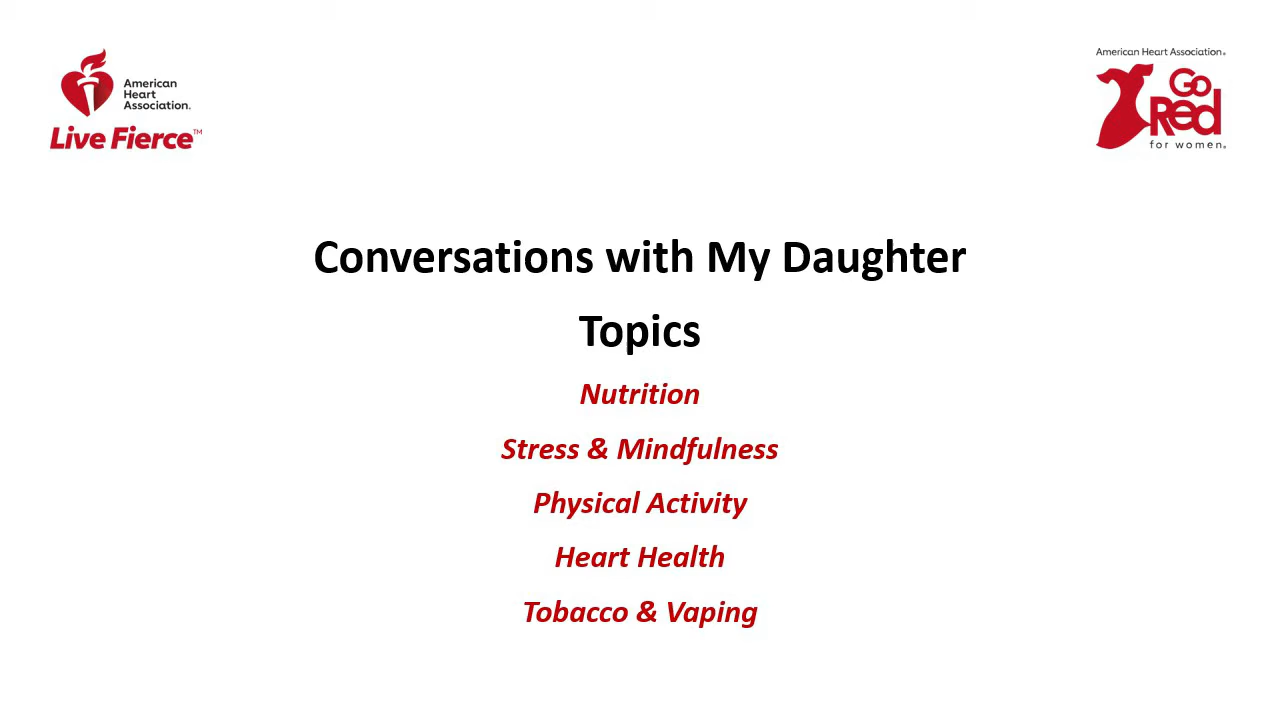 American
Heart
Association.
Live Fierce™
American Heart Association®
Go
Red
for women®
Conversations with My Daughter
Topics
Nutrition
Stress & Mindfulness
Physical Activity
Heart Health
Tobacco & Vaping